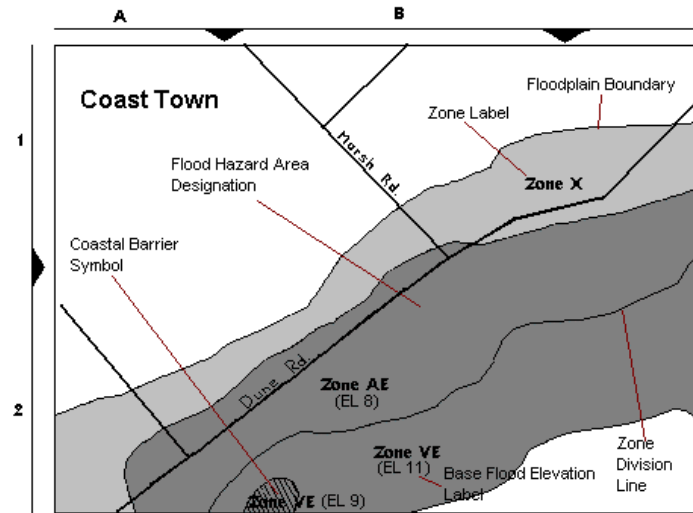 A
B
Coast Town
Floodplain Boundary
Zone Label
1
Marsh Rd.
Flood Hazard Area
Designation
Zone X
Coastal Barrier
Symbol
Dune Rd.
Zone AE
(EL 8)
2
Zone VE
(EL 11)
Base Flood Elevation
Label
Zone
Division
Line
Zone VE (EL 9)